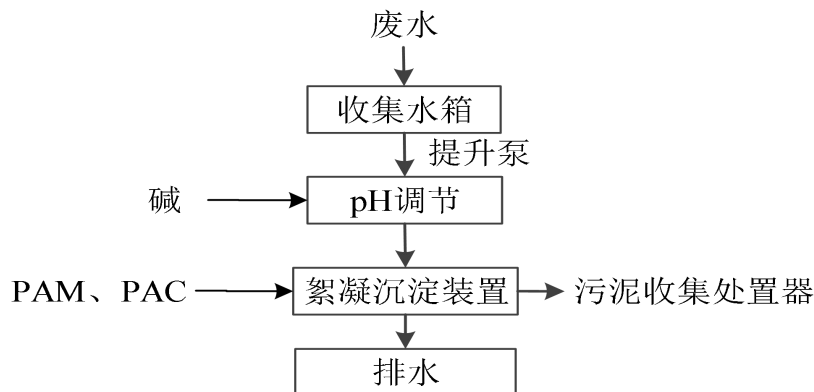 废水
收集水箱
提升泵
碱
pH调节
PAM、PAC
絮凝沉淀装置
污泥收集处置器
排水